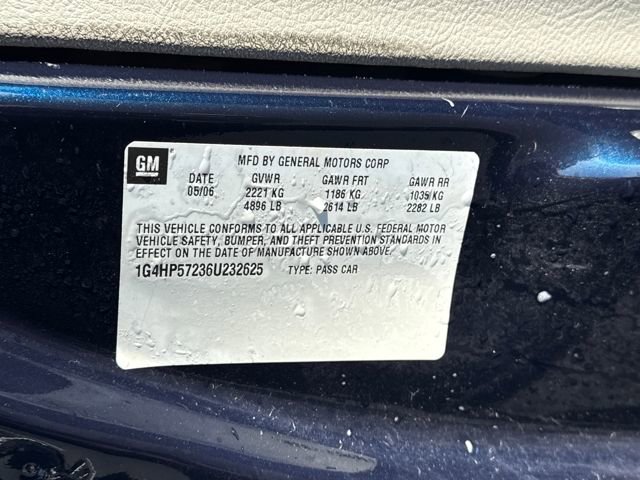 GM
MFD BY GENERAL MOTORS CORP
DATE GVWR GAWR FRT GAWR RR
05/06 2221 KG 1186 KG 1035 KG
4896 LB 2614 LB 2282 LB
THIS VEHICLE CONFORMS TO ALL APPLICABLE U.S. FEDERAL MOTOR
VEHICLE SAFETY, BUMPER, AND THEFT PREVENTION STANDARDS IN
EFFECT ON THE DATE OF MANUFACTURE SHOWN ABOVE.
1G4HP57236U232625 TYPE: PASS CAR